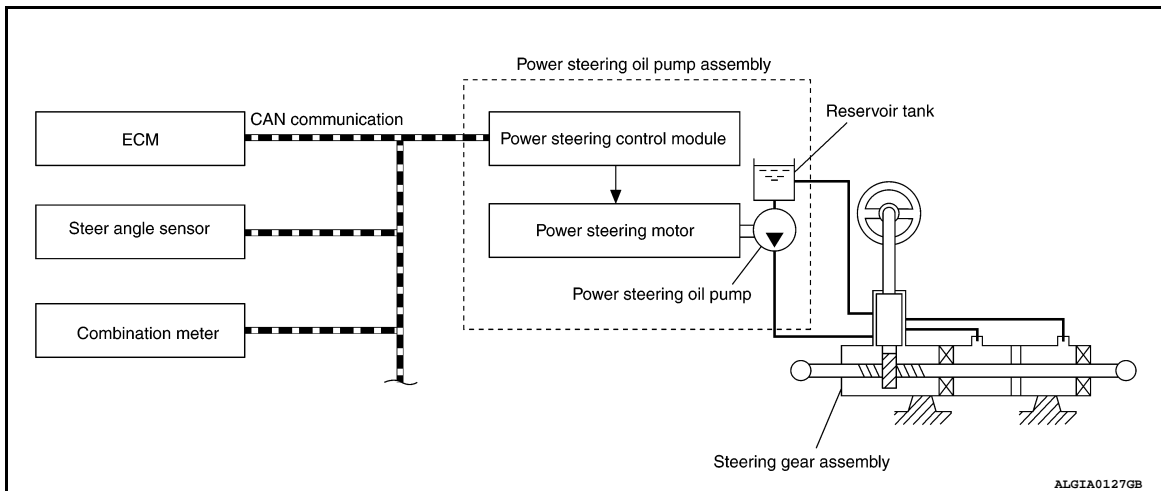 Power steering oil pump assembly
Reservoir tank
CAN communication
ECM
Power steering control module
Steer angle sensor
Power steering motor
Power steering oil pump
Combination meter
Steering gear assembly
ALGIA0127GB